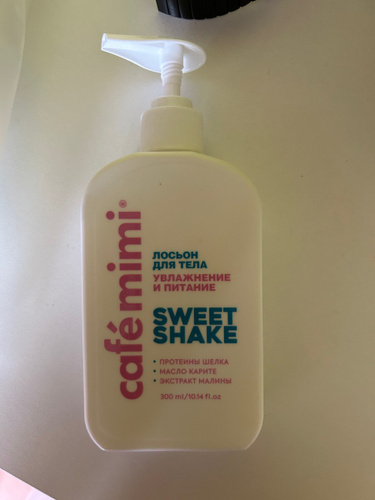 café mimi®
ЛОСЬОН
ДЛЯ ТЕЛА
УВЛАЖНЕНИЕ
И ПИТАНИЕ
SWEET
SHAKE
• ПРОТЕИНЫ ШЕЛКА
• МАСЛО КАРИТЕ
• ЭКСТРАКТ МАЛИНЫ
300 ml/10.14 fl.oz